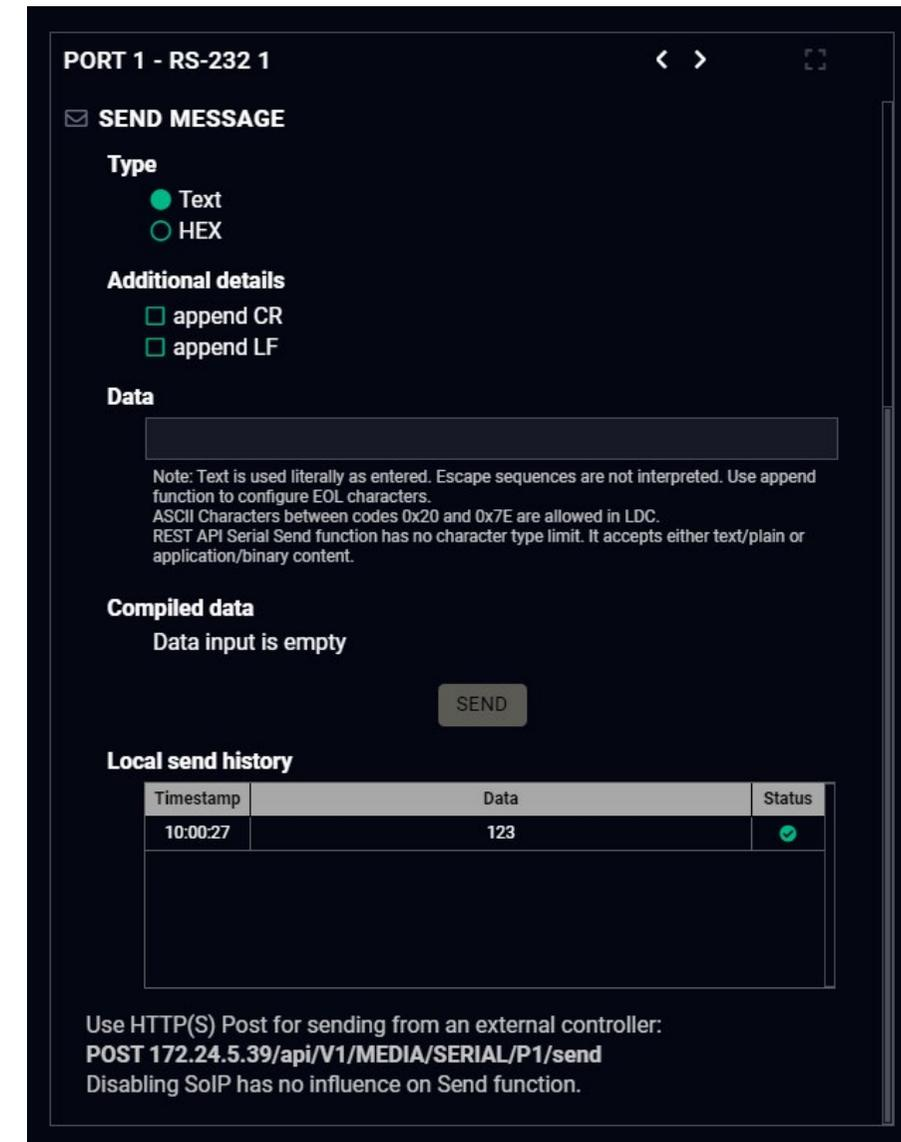 PORT 1 - RS-232 1
SEND MESSAGE
Type
Text
HEX
Additional details
append CR
append LF
Data
Note: Text is used literally as entered. Escape sequences are not interpreted. Use append
function to configure EOL characters.
ASCII Characters between codes 0x20 and 0x7E are allowed in LDC.
REST API Serial Send function has no character type limit. It accepts either text/plain or
application/binary content.
Compiled data
Data input is empty
SEND
Local send history
Timestamp Data Status
10:00:27 123
Use HTTP(S) Post for sending from an external controller:
POST 172.24.5.39/api/V1/MEDIA/SERIAL/P1/send
Disabling SoIP has no influence on Send function.